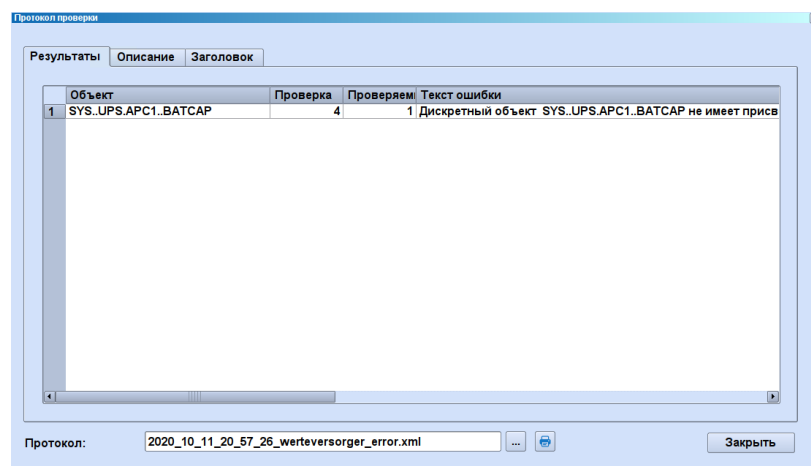 Протокол проверки
Результаты Описание Заголовок
Объект Проверка Проверяем Текст ошибки
1 SYS..UPS.APC1..BATCAP 4 1 Дискретный объект SYS..UPS.APC1..BATCAP не имеет присв
Протокол: 2020_10_11_20_57_26_werteversorger_error.xml ... Закрыть